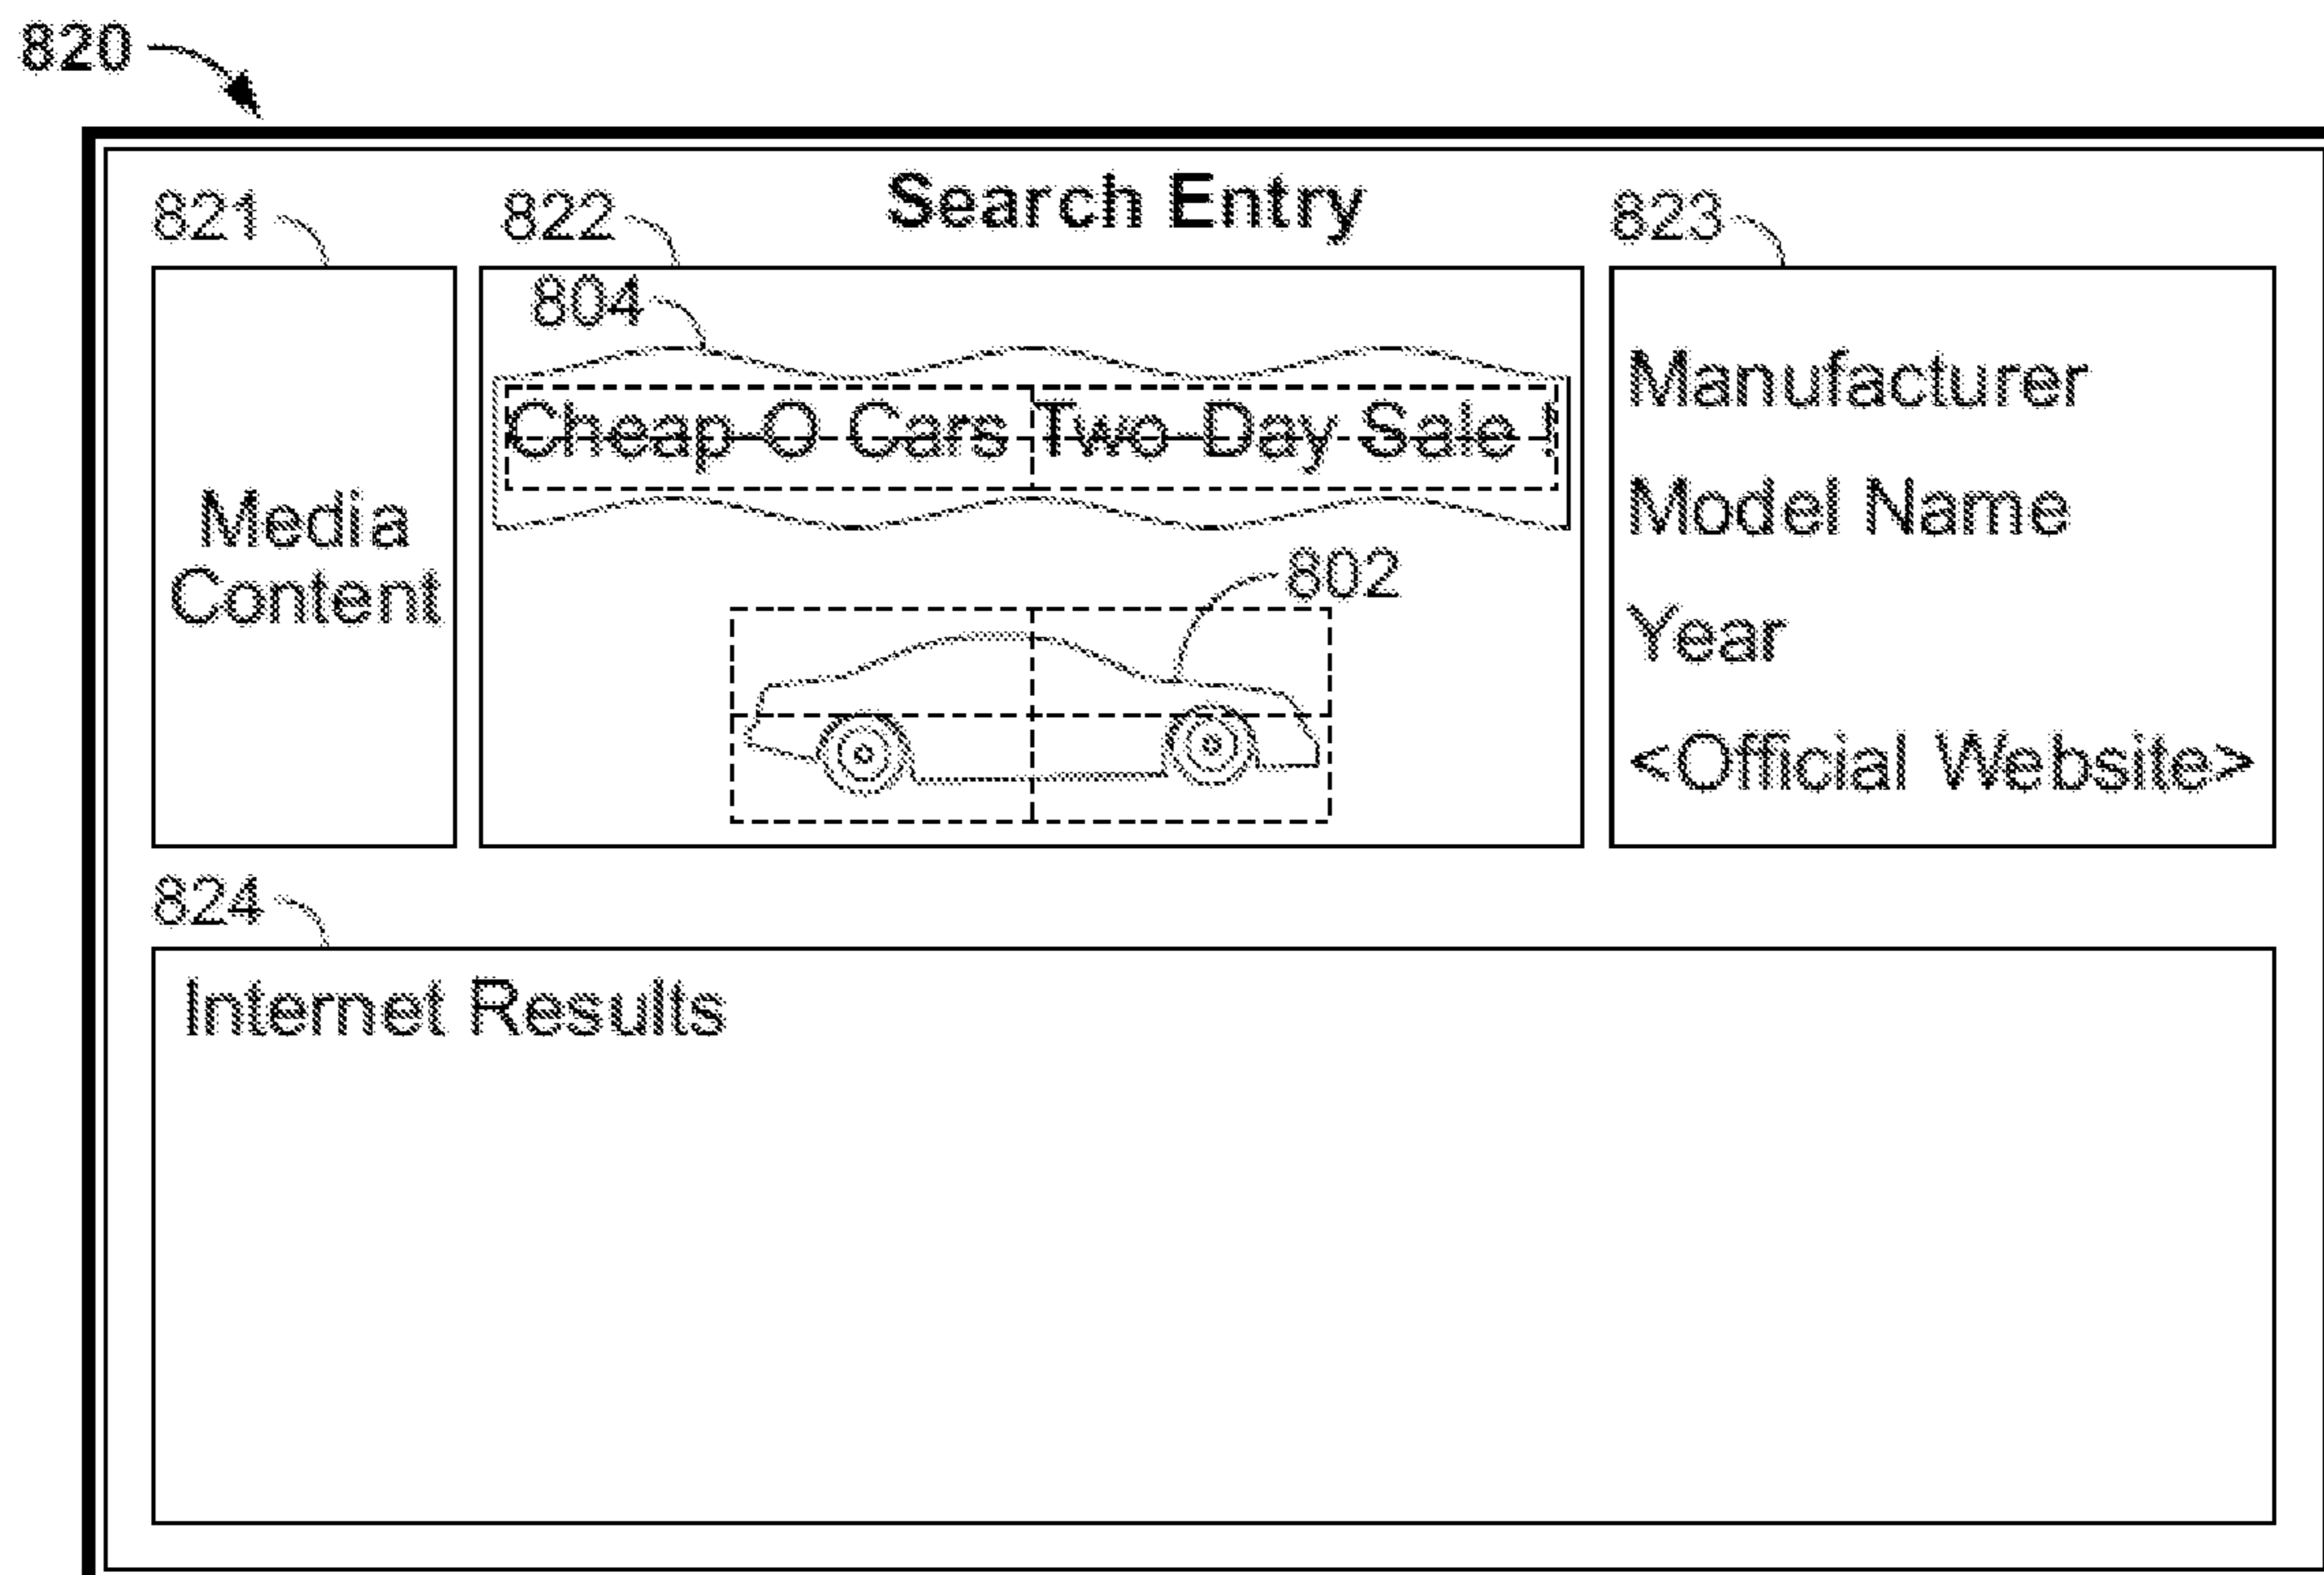 820
Search Entry
821
822
823
804
Cheap-O Cars Two-Day Sale !
Media
Content
802
Manufacturer
Model Name
Year
<Official Website>
824
Internet Results